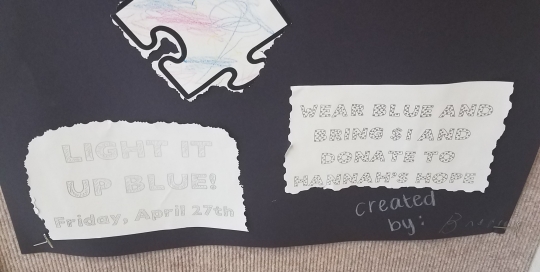 LIGHT IT
UP BLUE!
Friday, April 27th
WEAR BLUE AND
BRING $1 AND
DONATE TO
HANNAH'S HOPE
created
by: